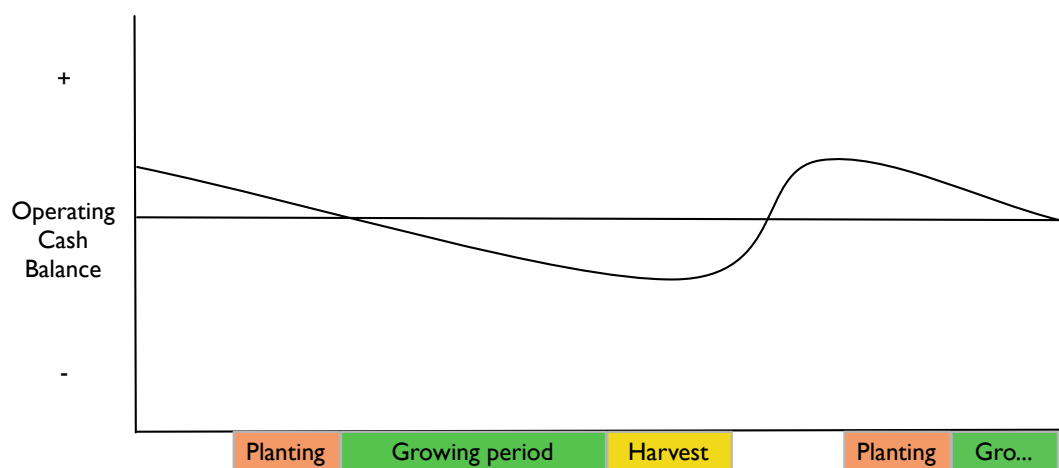 +
Operating
Cash
Balance
-
Planting Growing period Harvest Planting Gro...